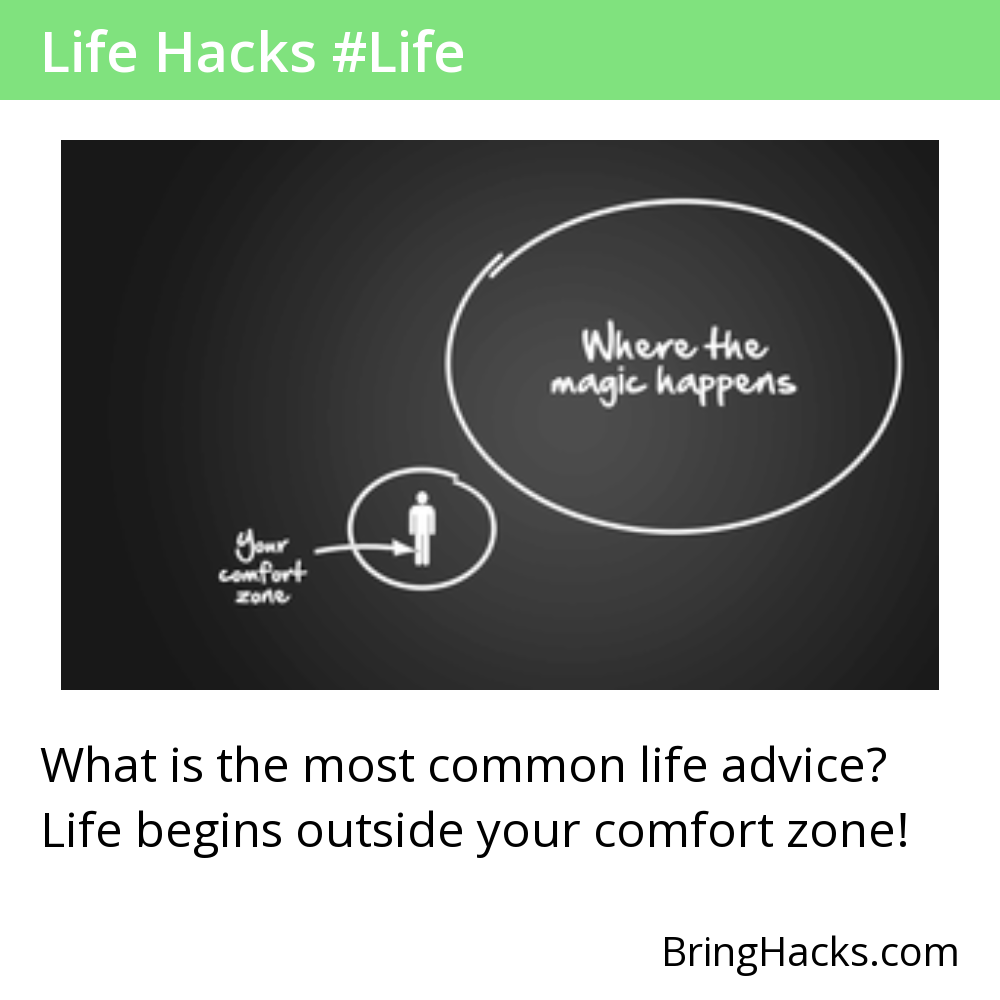 Life Hacks #Life
Where the
magic happens
Your
comfort
zone
What is the most common life advice?
Life begins outside your comfort zone!
BringHacks.com